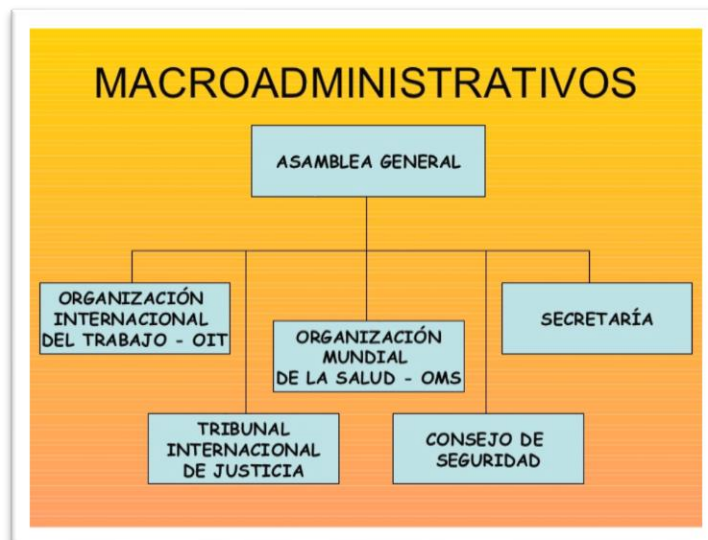 MACROADMINISTRATIVOS
ASAMBLEA GENERAL
ORGANIZACIÓN
INTERNACIONAL
DEL TRABAJO - OIT
ORGANIZACIÓN
MUNDIAL
DE LA SALUD - OMS
SECRETARÍA
TRIBUNAL
INTERNACIONAL
DE JUSTICIA
CONSEJO DE
SEGURIDAD